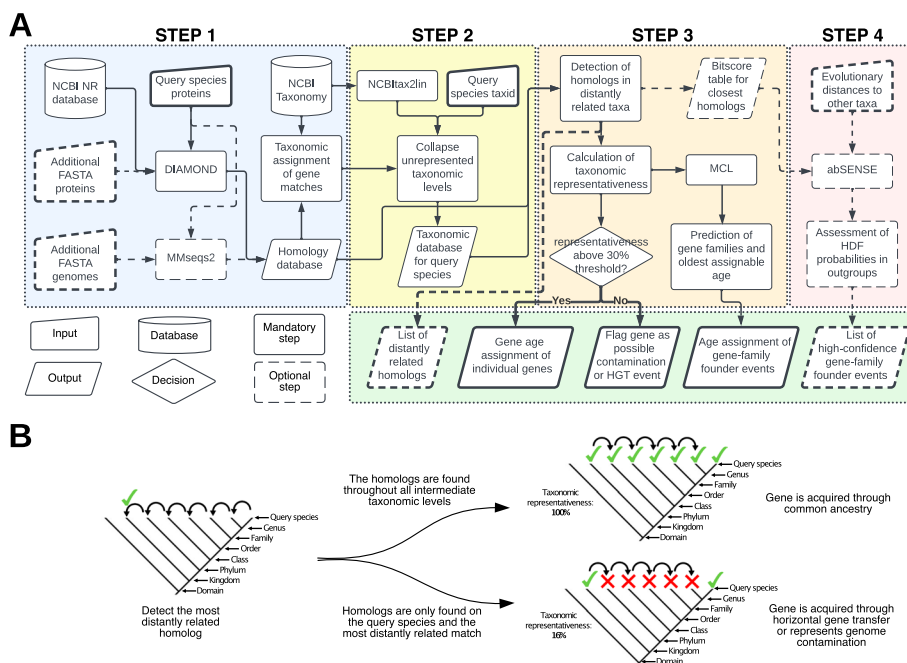 A
STEP 1
STEP 2
STEP 3
STEP 4
NCBI NR
database
Query species
proteins
NCBI
Taxonomy
Additional
FASTA
proteins
DIAMOND
Taxonomic
assignment
of gene
matches
Additional
FASTA
genomes
MMseqs2
Homology
database
NCBItax2lin
Query
species taxid
Collapse
unrepresented
taxonomic
levels
Taxonomic
database
for query
species
Detection of
homologs in
distantly
related taxa
Bitscore
table for
closest
homologs
Calculation of
taxonomic
representativeness
MCL
representativeness
above 30%
threshold?
Prediction of
gene families
and oldest
assignable
age
Evolutionary
distances to
other taxa
abSENSE
Assessment of
HDF
probabilities in
outgroups
Yes
No
Input
Database
Mandatory
step
Output
Decision
Optional
step
List of
distantly
related
homologs
Gene age
assignment of
individual genes
Flag gene as
possible
contamination
or HGT event
Age assignment of
gene-family
founder events
List of
high-confidence
gene-family
founder events
B
Query species
Genus
Family
Order
Class
Phylum
Kingdom
Domain
Detect the most
distantly related
homolog
The homologs are found
throughout all intermediate
taxonomic levels
Homologs are only found on
the query species and the
most distantly related match
Taxonomic
representativeness:
100%
Query species
Genus
Family
Order
Class
Phylum
Kingdom
Domain
Gene is acquired through
common ancestry
Taxonomic
representativeness:
16%
Query species
Genus
Family
Order
Class
Phylum
Kingdom
Domain
Gene is acquired through
horizontal gene transfer
or represents genome
contamination